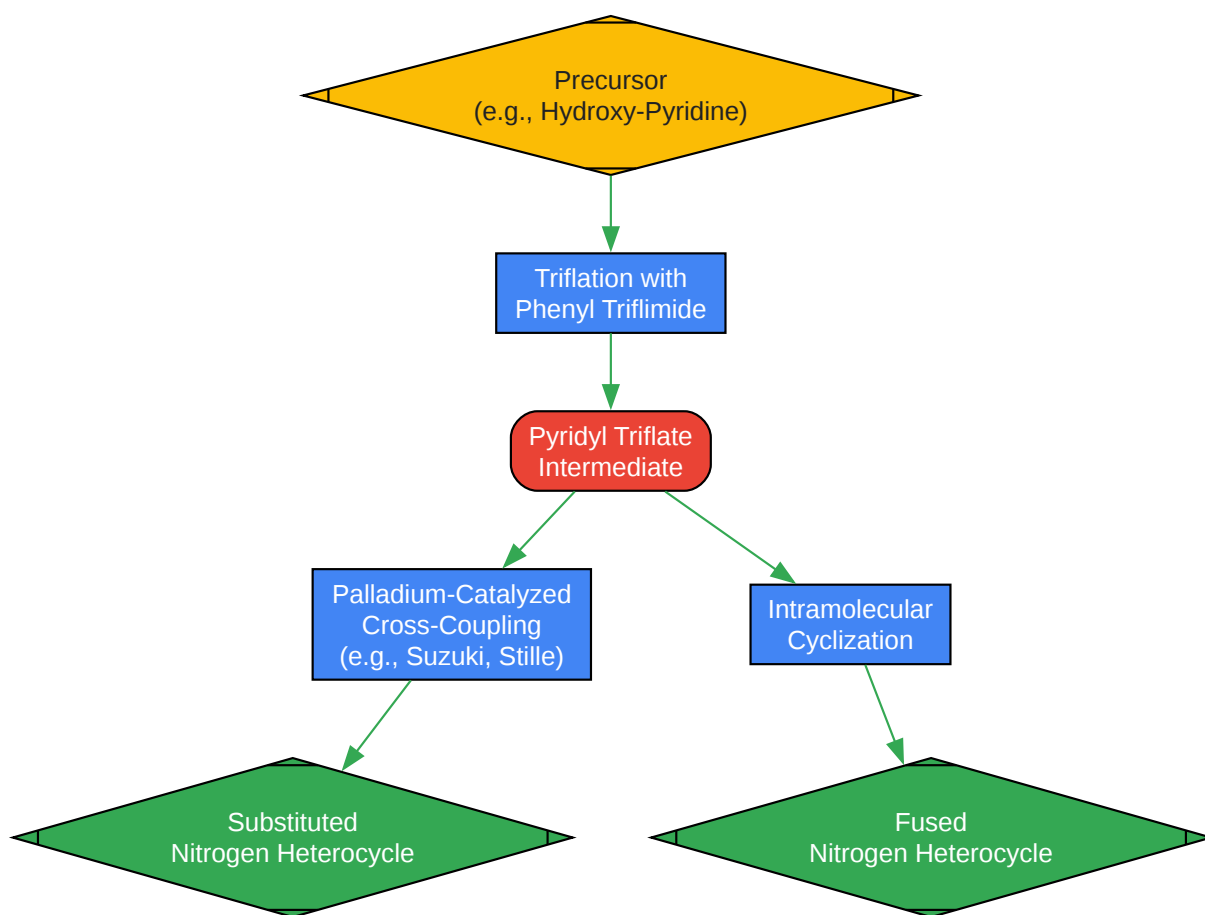 Precursor
(e.g., Hydroxy-Pyridine)
Triflation with
Phenyl Triflimide
Pyridyl Triflate
Intermediate
Palladium-Catalyzed
Cross-Coupling
(e.g., Suzuki, Stille)
Intramolecular
Cyclization
Substituted
Nitrogen Heterocycle
Fused
Nitrogen Heterocycle